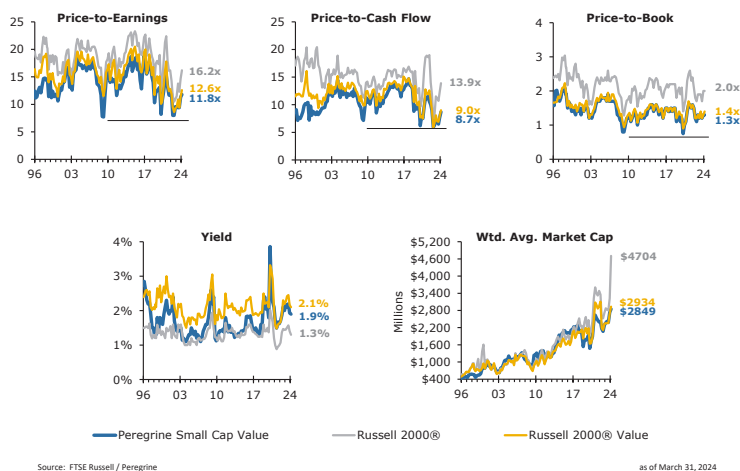 Price-to-Earnings
25
20
15
10
5
0
96 03 10 17 24
16.2x
12.6x
11.8x
Price-to-Cash Flow
25
20
15
10
5
0
96 03 10 17 24
13.9x
9.0x
8.7x
Price-to-Book
4
3
2
1
0
96 03 10 17 24
2.0x
1.4x
1.3x
Yield
4%
3%
2%
1%
0%
96 03 10 17 24
2.1%
1.9%
1.3%
Wtd. Avg. Market Cap
Millions
$5,200
$4,600
$4,000
$3,400
$2,800
$2,200
$1,600
$1,000
$400
96 03 10 17 24
$4704
$2934
$2849
Peregrine Small Cap Value Russell 2000® Russell 2000® Value
Source: FTSE Russell / Peregrine as of March 31, 2024